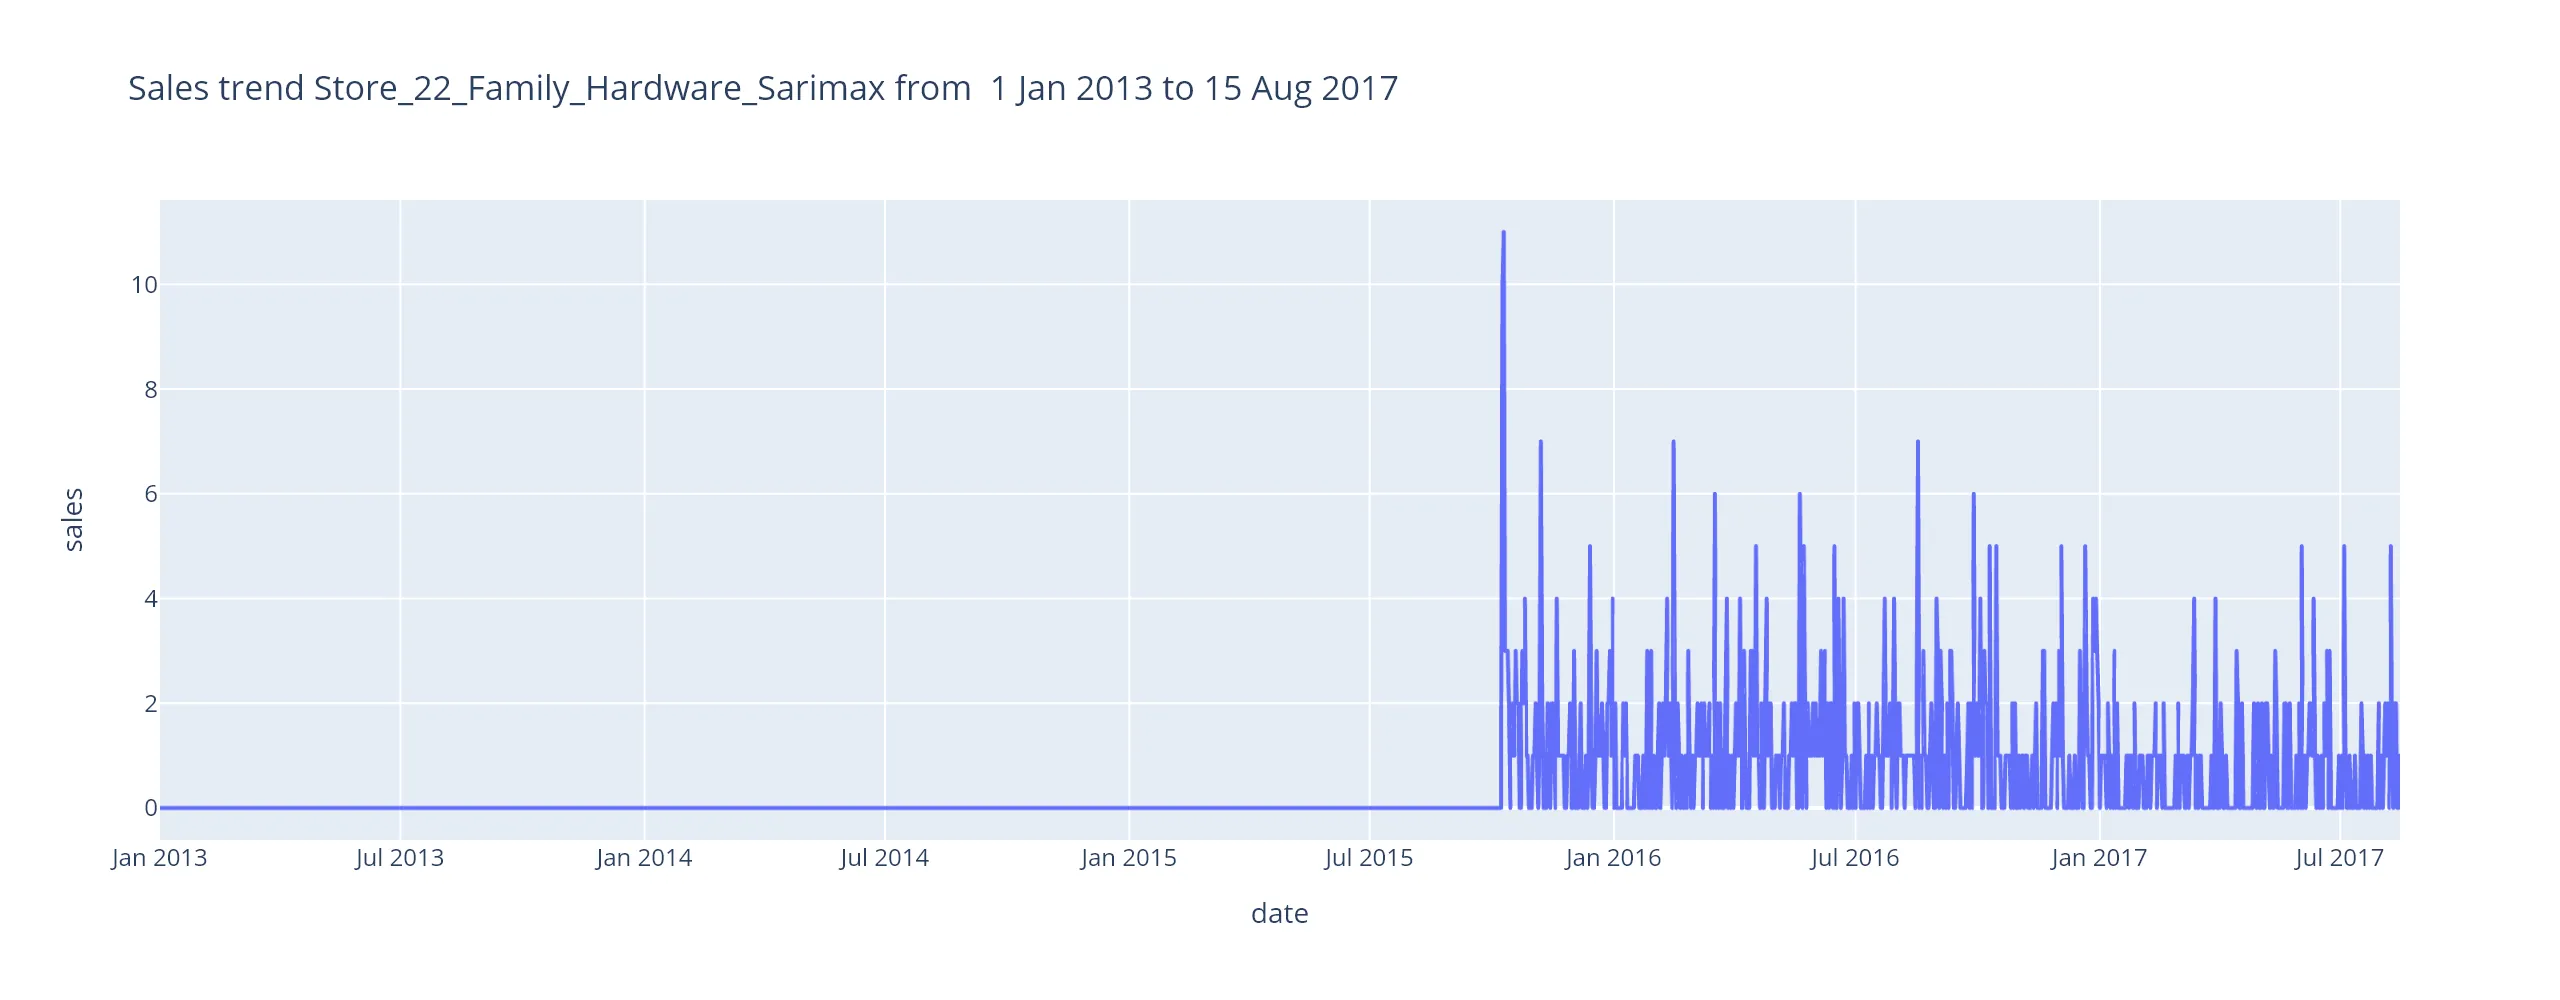 Sales trend Store_22_Family_Hardware_Sarimax from  1 Jan 2013 to 15 Aug 2017
10
8
6
4
2
0
sales
Jan 2013 Jul 2013 Jan 2014 Jul 2014 Jan 2015 Jul 2015 Jan 2016 Jul 2016 Jan 2017 Jul 2017
date